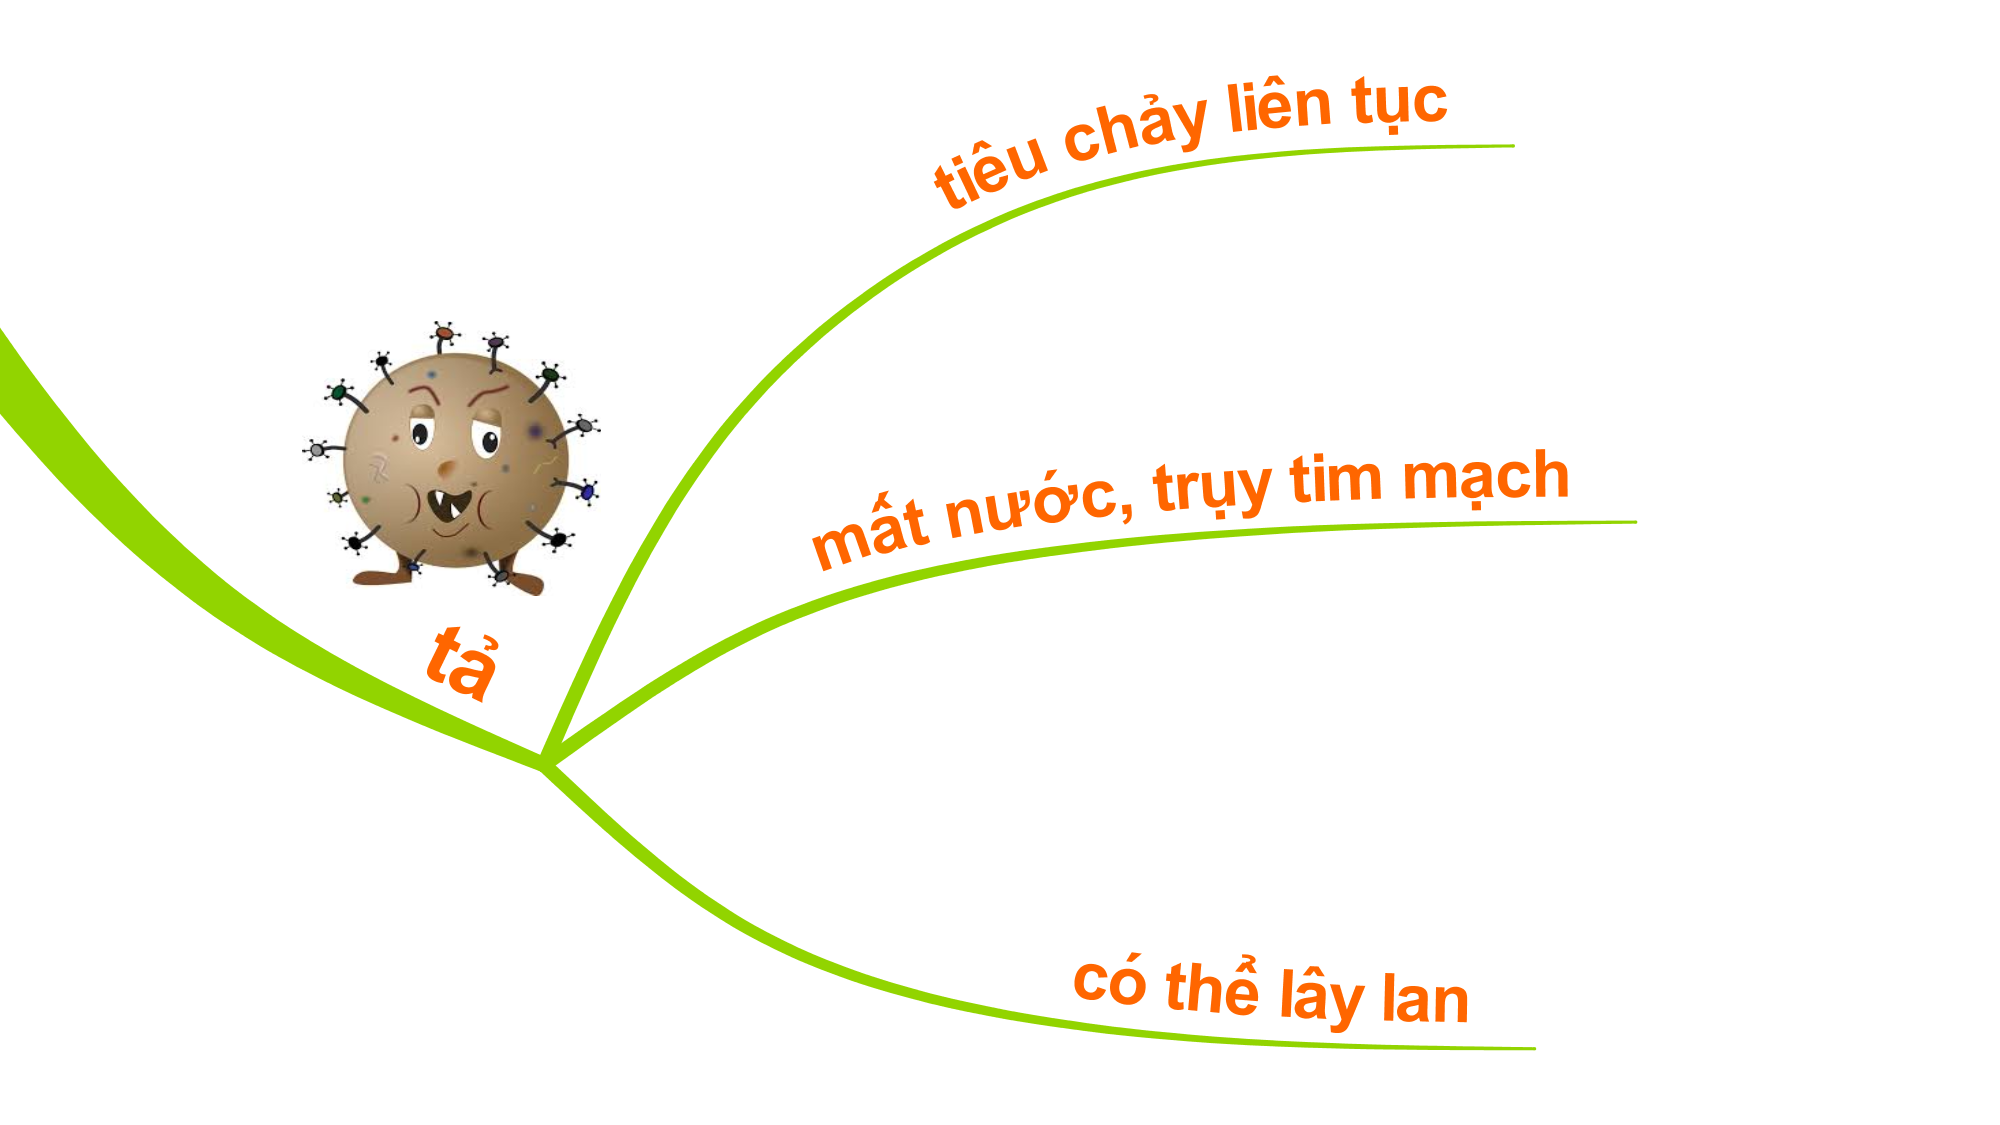 tiêu chảy liên tục
mất nước, trụy tim mạch
tả
có thể lây lan